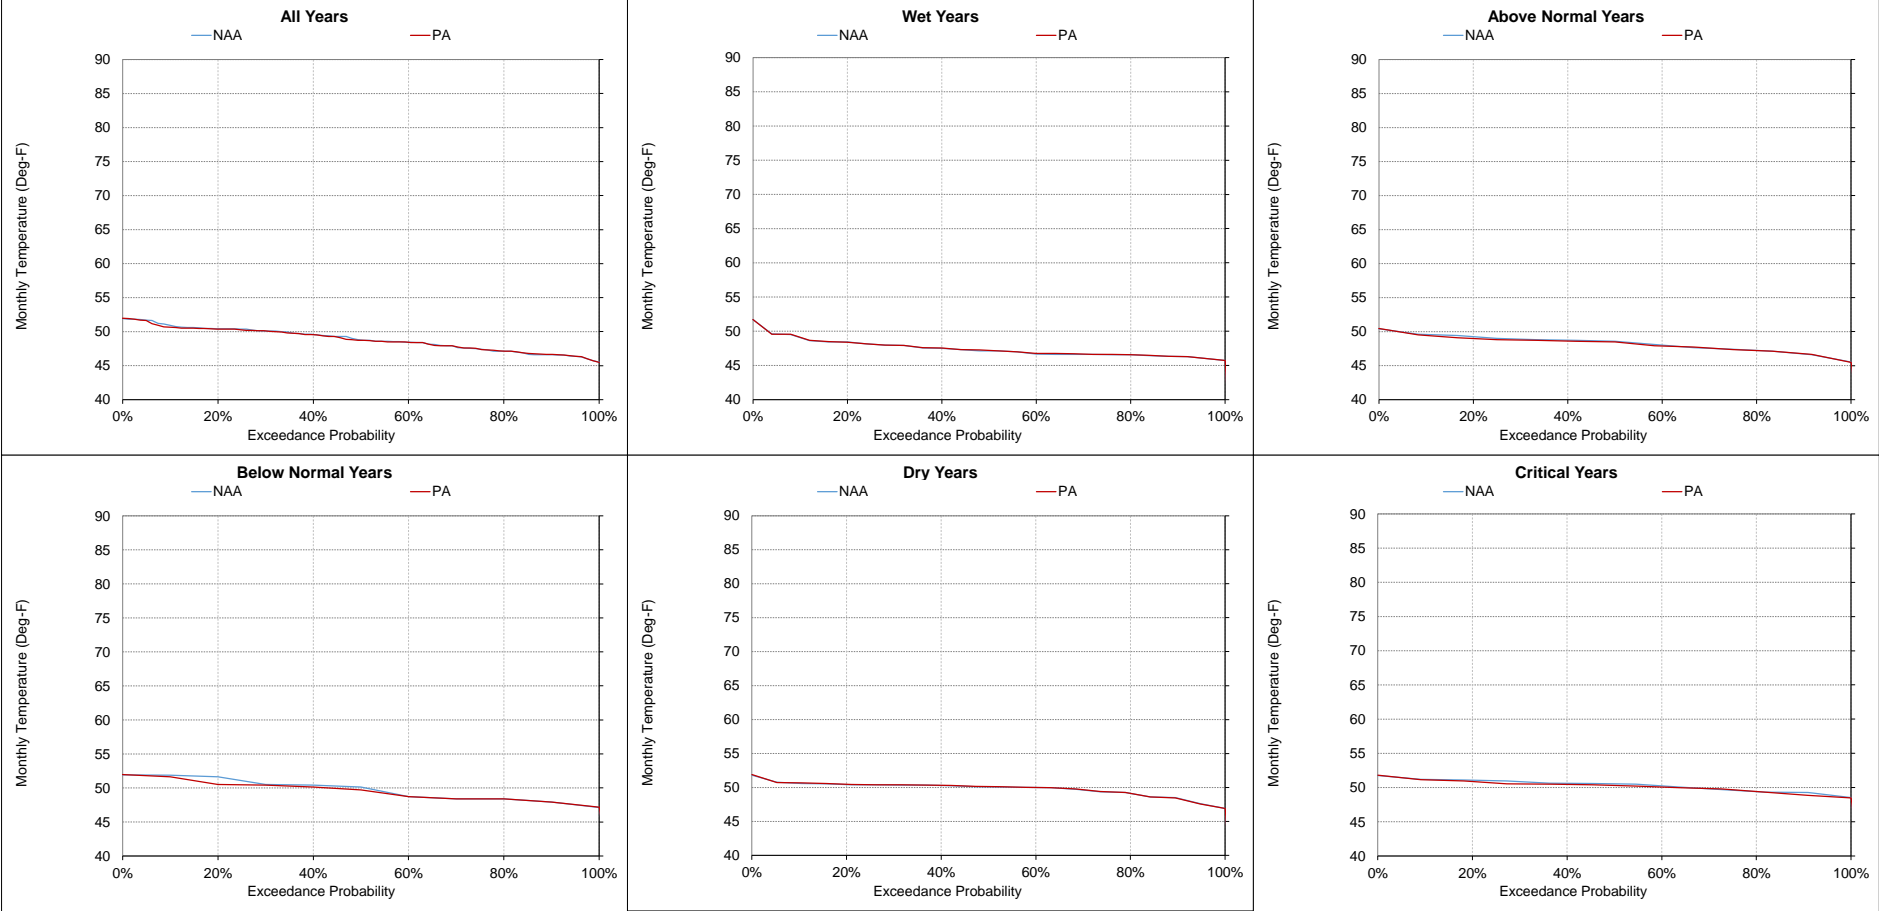 All Years
NAA PA
90
85
80
75
70
65
60
55
50
45
40
0% 20% 40% 60% 80% 100%
Monthly Temperature (Deg-F)
Exceedance Probability
Wet Years
NAA PA
90
85
80
75
70
65
60
55
50
45
40
0% 20% 40% 60% 80% 100%
Monthly Temperature (Deg-F)
Exceedance Probability
Above Normal Years
NAA PA
90
85
80
75
70
65
60
55
50
45
40
0% 20% 40% 60% 80% 100%
Monthly Temperature (Deg-F)
Exceedance Probability
Below Normal Years
NAA PA
90
85
80
75
70
65
60
55
50
45
40
0% 20% 40% 60% 80% 100%
Monthly Temperature (Deg-F)
Exceedance Probability
Dry Years
NAA PA
90
85
80
75
70
65
60
55
50
45
40
0% 20% 40% 60% 80% 100%
Monthly Temperature (Deg-F)
Exceedance Probability
Critical Years
NAA PA
90
85
80
75
70
65
60
55
50
45
40
0% 20% 40% 60% 80% 100%
Monthly Temperature (Deg-F)
Exceedance Probability